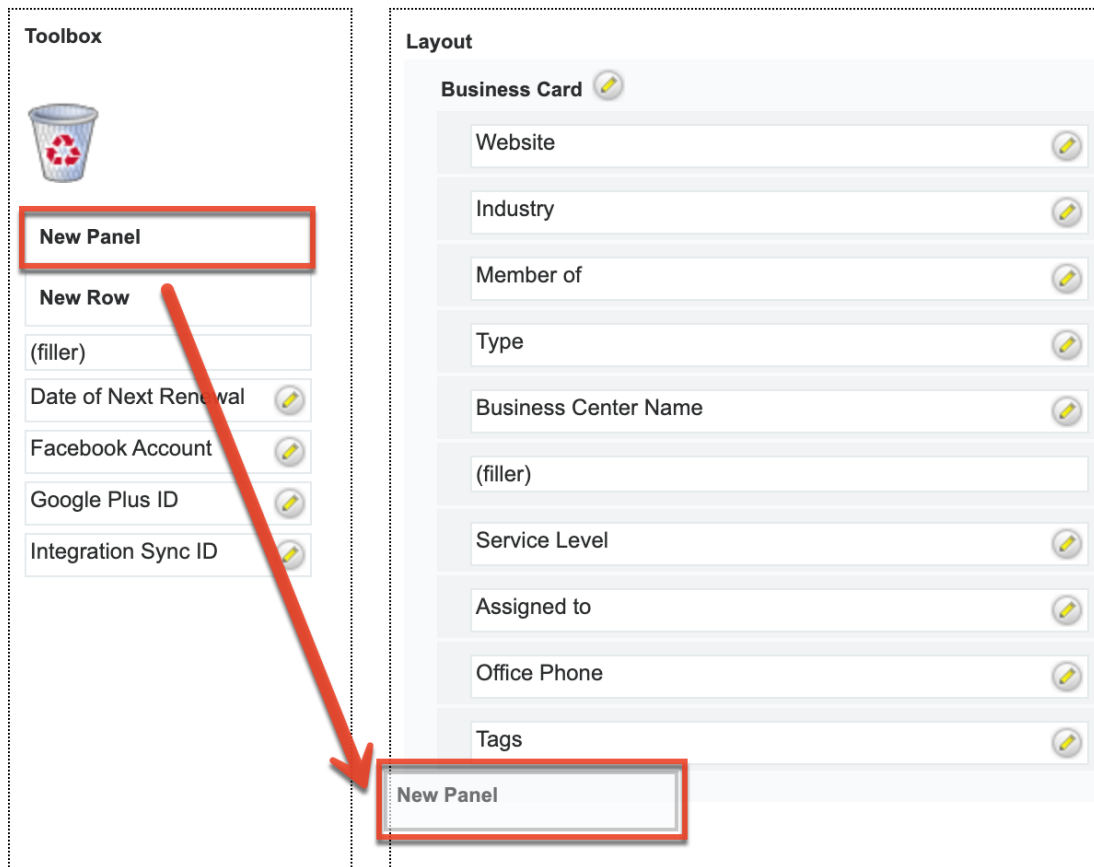 Toolbox
New Panel
New Row
(filler)
Date of Next Renewal
Facebook Account
Google Plus ID
Integration Sync ID
Layout
Business Card
Website
Industry
Member of
Type
Business Center Name
(filler)
Service Level
Assigned to
Office Phone
Tags
New Panel